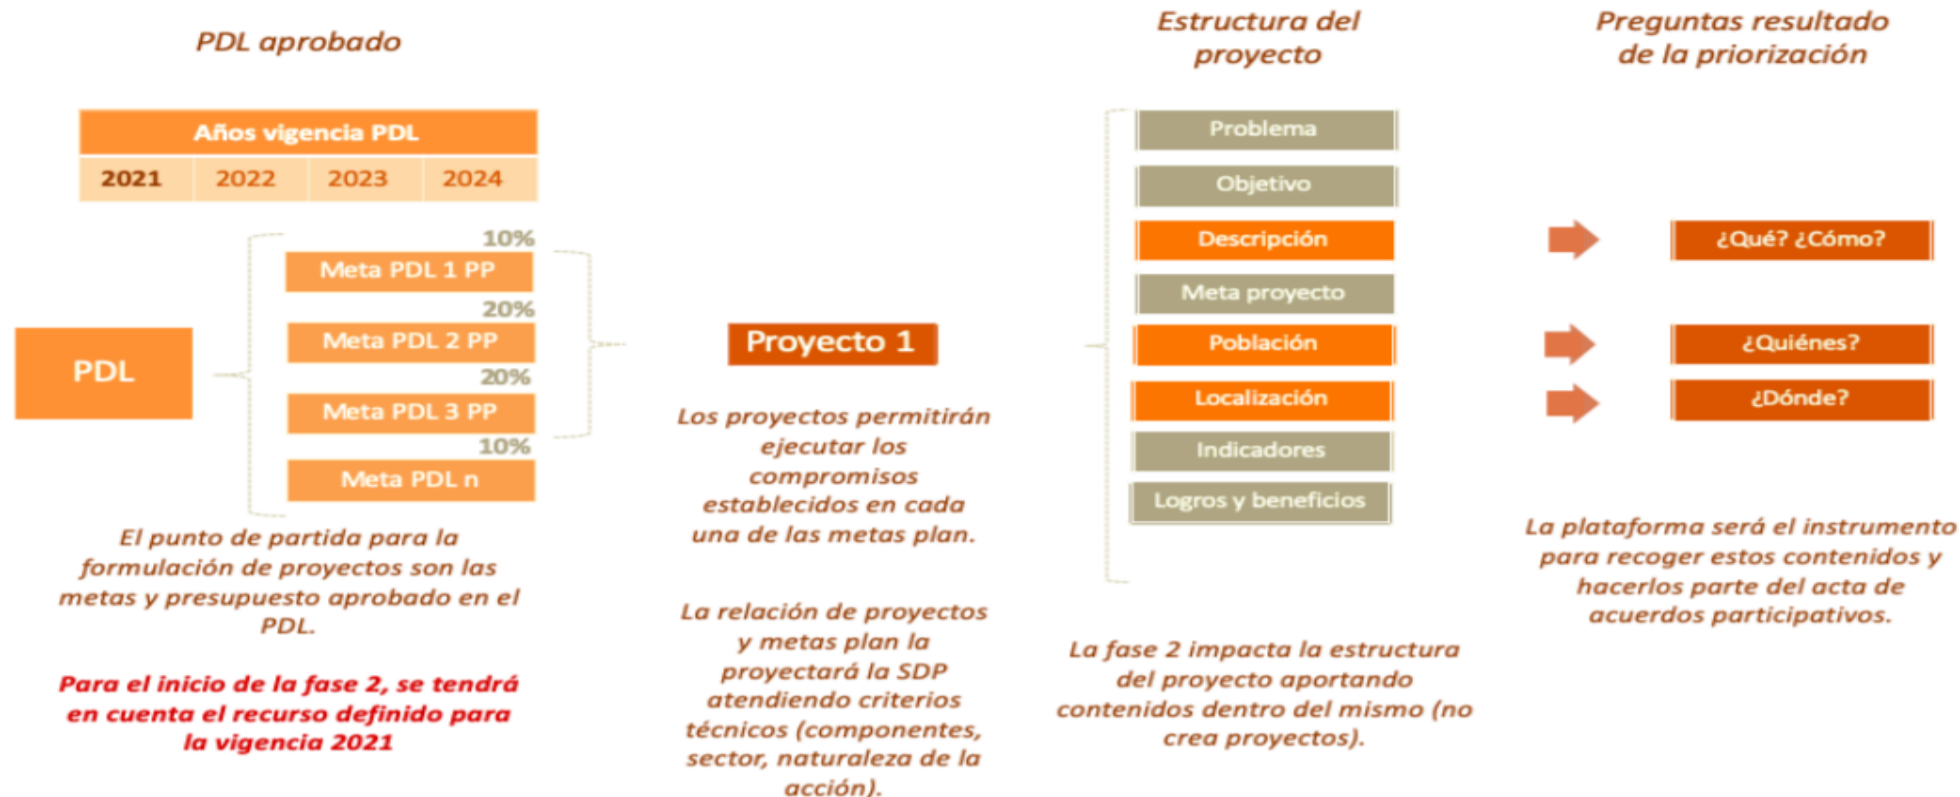 PDL aprobado
Años vigencia PDL
2021 2022 2023 2024
PDL
10%
Meta PDL 1 PP
20%
Meta PDL 2 PP
20%
Meta PDL 3 PP
10%
Meta PDL n
El punto de partida para la
formulación de proyectos son las
metas y presupuesto aprobado en el
PDL.
Para el inicio de la fase 2, se tendrá
en cuenta el recurso definido para
la vigencia 2021
Proyecto 1
Los proyectos permitirán
ejecutar los
compromisos
establecidos en cada
una de las metas plan.
La relación de proyectos
y metas plan la
proyectará la SDP
atendiendo criterios
técnicos (componentes,
sector, naturaleza de la
acción).
Estructura del
proyecto
Problema
Objetivo
Descripción
Meta proyecto
Población
Localización
Indicadores
Logros y beneficios
La fase 2 impacta la estructura
del proyecto aportando
contenidos dentro del mismo (no
crea proyectos).
Preguntas resultado
de la priorización
¿Qué? ¿Cómo?
¿Quiénes?
¿Dónde?
La plataforma será el instrumento
para recoger estos contenidos y
hacerlos parte del acta de
acuerdos participativos.